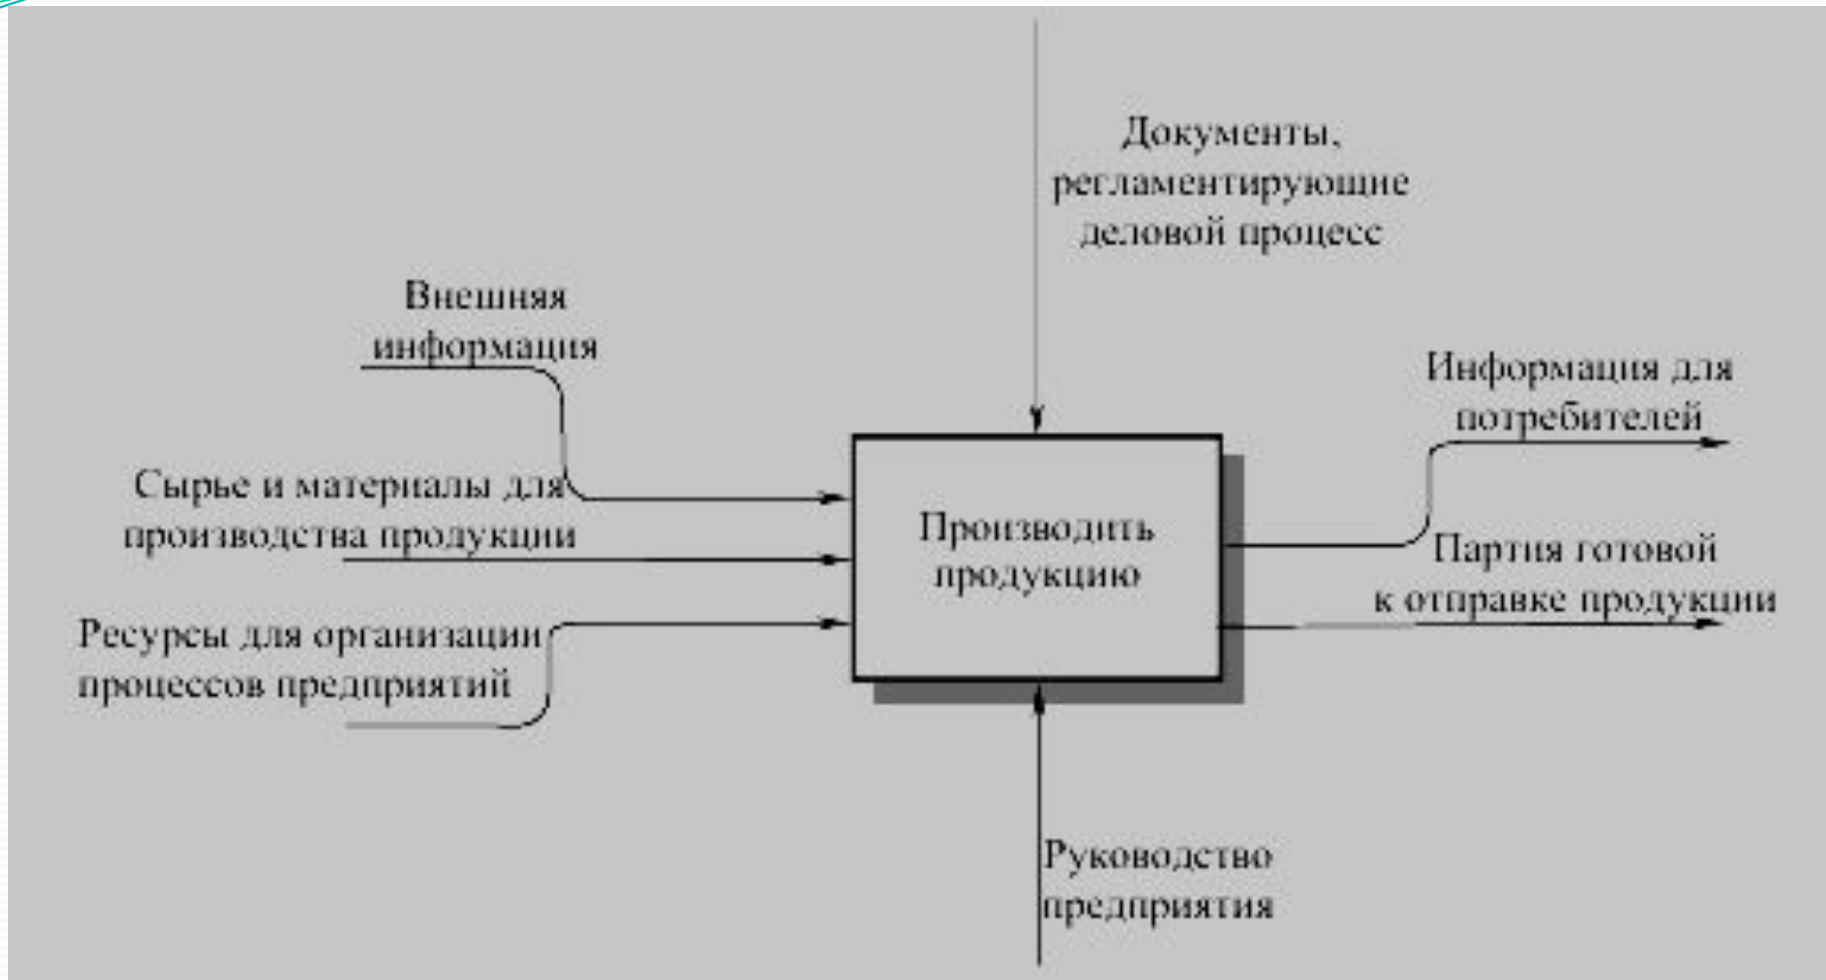 Документы,
регламентирующие
деловой процесс
Внешняя
информация
Информация для
потребителей
Сырье и материалы для
производства продукции
Производить
продукцию
Партия готовой
к отправке продукции
Ресурсы для организации
процессов предприятий
Руководство
предприятия